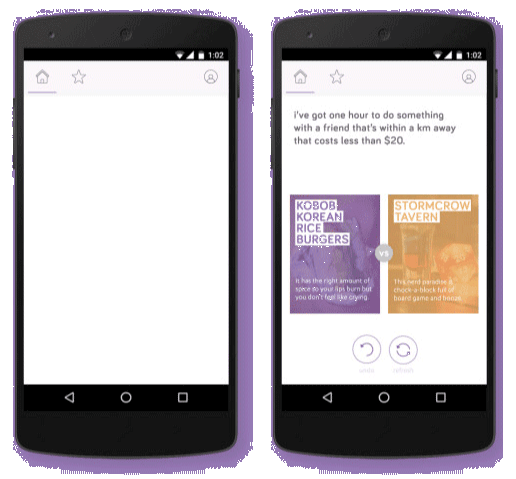 1:02
1:02
i've got one hour to do something
with a friend that's within a km away
that costs less than $20.
KOBOB
KOREAN
RICE
BURGERS
STORMCROW
TAVERN
VS
it has the right amount of
spice to your lips burn but
you don't feel like crying.
This nerd paradise is
chock-a-block full of
board game and booze
undo
refresh